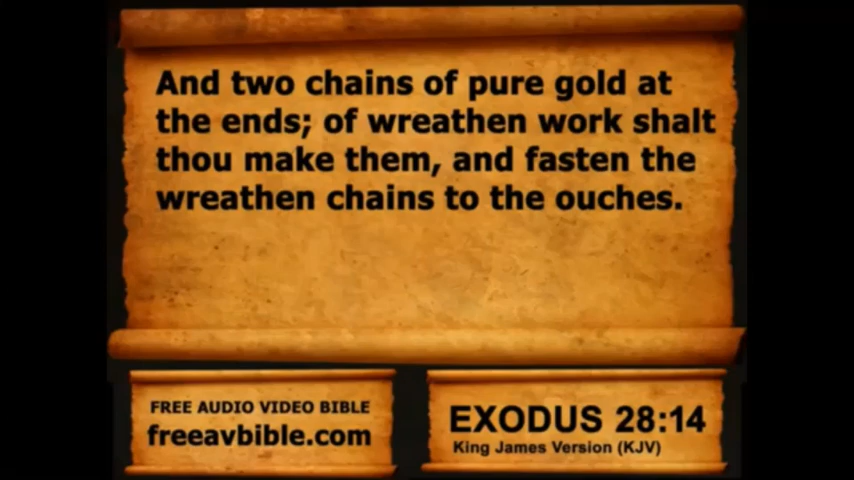 And two chains of pure gold at
the ends; of wreathen work shalt
thou make them, and fasten the
wreathen chains to the ouches.
FREE AUDIO VIDEO BIBLE
freeavbible.com
EXODUS 28:14
King James Version (KJV)